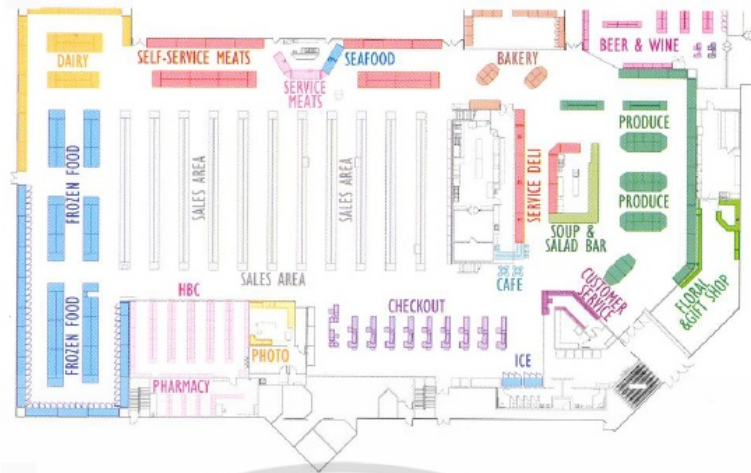 DAIRY
SELF-SERVICE MEATS
SERVICE
MEATS
SEAFOOD
BAKERY
BEER & WINE
FROZEN FOOD
SALES AREA
SALES AREA
SERVICE DELI
PRODUCE
PRODUCE
SOUP &
SALAD BAR
SALES AREA
CAFE
HBC
CUSTOMER
SERVICE
FLORAL
& GIFT SHOP
FROZEN FOOD
CHECKOUT
PHOTO
ICE
PHARMACY